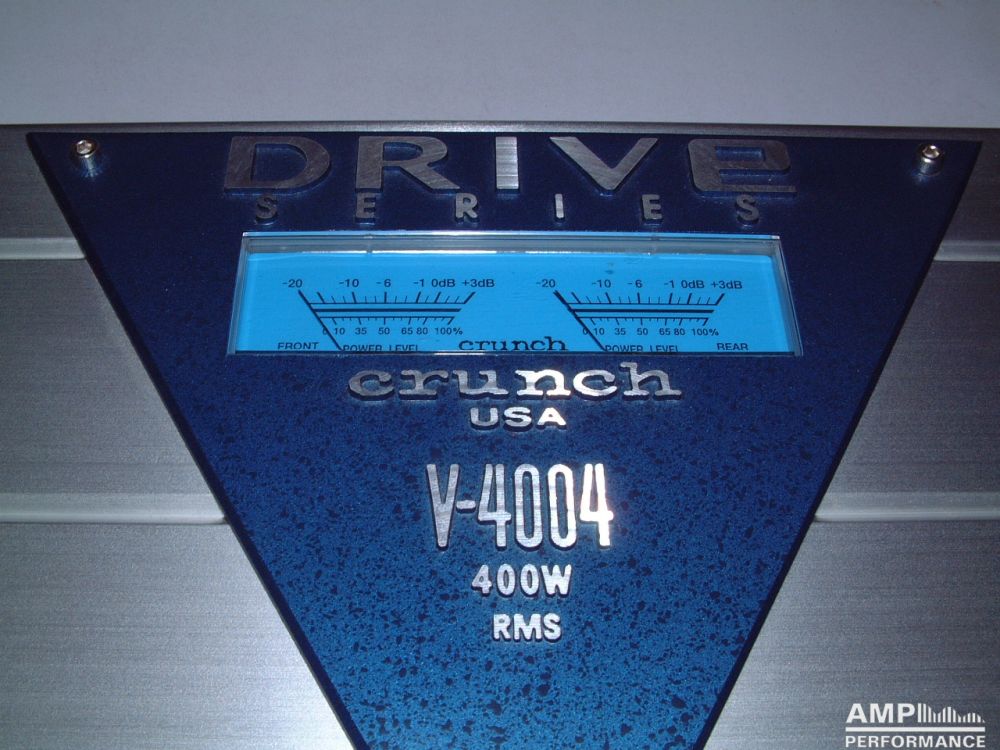 DRIVe
SERIES
-20 -10 -6 -1 0dB +3dB
-20 -10 -6 -1 0dB +3dB
0 10 35 50 65 80 100%
0 10 35 50 65 80 100%
FRONT POWER LEVEL crunch POWER LEVEL REAR
crunch
USA
V-4004
400W
RMS
AMP
PERFORMANCE